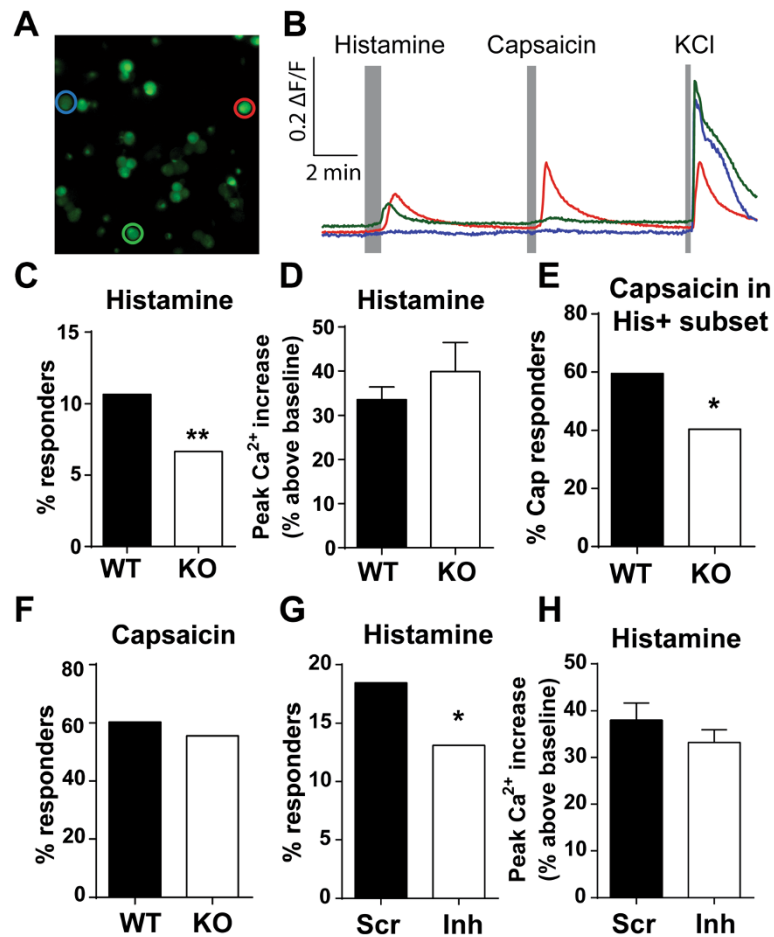 A
B
Histamine
Capsaicin
KCl
0.2 ΔF/F
2 min
C
Histamine
% responders
15
10
5
0
WT
KO
**
D
Histamine
Peak Ca2+ increase
(% above baseline)
50
40
30
20
10
0
WT
KO
E
Capsaicin in
His+ subset
% Cap responders
80
60
40
20
0
WT
KO
*
F
Capsaicin
% responders
80
60
40
20
0
WT
KO
G
Histamine
% responders
20
15
10
5
0
Scr
Inh
*
H
Histamine
Peak Ca2+ increase
(% above baseline)
50
40
30
20
10
0
Scr
Inh